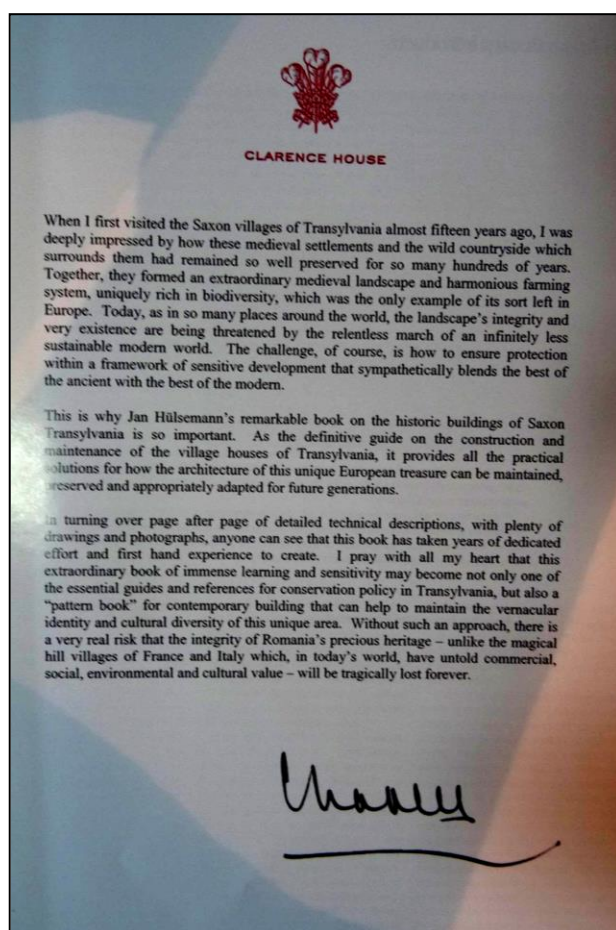 CLARENCE HOUSE
When I first visited the Saxon villages of Transylvania almost fifteen years ago, I was
deeply impressed by how these medieval settlements and the wild countryside which
surrounds them had remained so well preserved for so many hundreds of years.
Together, they formed an extraordinary medieval landscape and harmonious farming
system, uniquely rich in biodiversity, which was the only example of its sort left in
Europe. Today, as in so many places around the world, the landscape's integrity and
very existence are being threatened by the relentless march of an infinitely less
sustainable modern world. The challenge, of course, is how to ensure protection
within a framework of sensitive development that sympathetically blends the best of
the ancient with the best of the modern.
This is why Jan Hülsemann's remarkable book on the historic buildings of Saxon
Transylvania is so important. As the definitive guide on the construction and
maintenance of the village houses of Transylvania, it provides all the practical
solutions for how the architecture of this unique European treasure can be maintained,
preserved and appropriately adapted for future generations.
In turning over page after page of detailed technical descriptions, with plenty of
drawings and photographs, anyone can see that this book has taken years of dedicated
effort and first hand experience to create. I pray with all my heart that this
extraordinary book of immense learning and sensitivity may become not only one of
the essential guides and references for conservation policy in Transylvania, but also a
"pattern book" for contemporary building that can help to maintain the vernacular
identity and cultural diversity of this unique area. Without such an approach, there is
a very real risk that the integrity of Romania's precious heritage – unlike the magical
hill villages of France and Italy which, in today's world, have untold commercial,
social, environmental and cultural value – will be tragically lost forever.
Charles